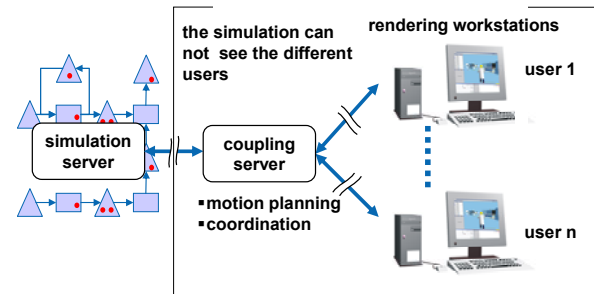 the simulation can
not see the different
users
rendering workstations
user 1
simulation
server
coupling
server
▪motion planning
▪coordination
user n